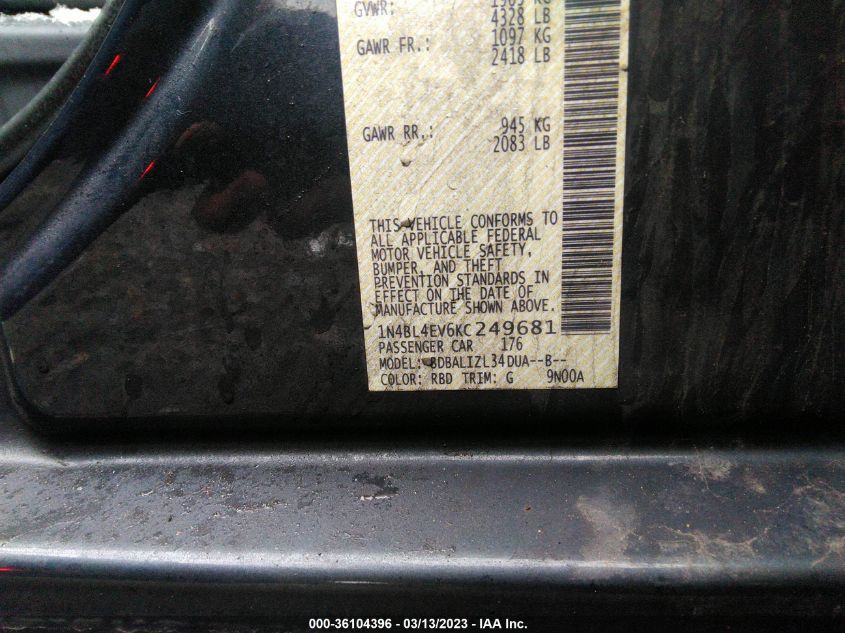 GVWR:
4328 LB
GAWR FR.: 1097 KG
2418 LB
GAWR RR.: 945 KG
2083 LB
THIS VEHICLE CONFORMS TO
ALL APPLICABLE FEDERAL
MOTOR VEHICLE SAFETY,
BUMPER, AND THEFT
PREVENTION STANDARDS IN
EFFECT ON THE DATE OF
MANUFACTURE SHOWN ABOVE.
1N4BL4EV6KC249681
PASSENGER CAR 176
MODEL: BDBALIZL34DUA--B--
COLOR: RBD TRIM: G 9N00A
000-36104396 - 03/13/2023 - IAA Inc.